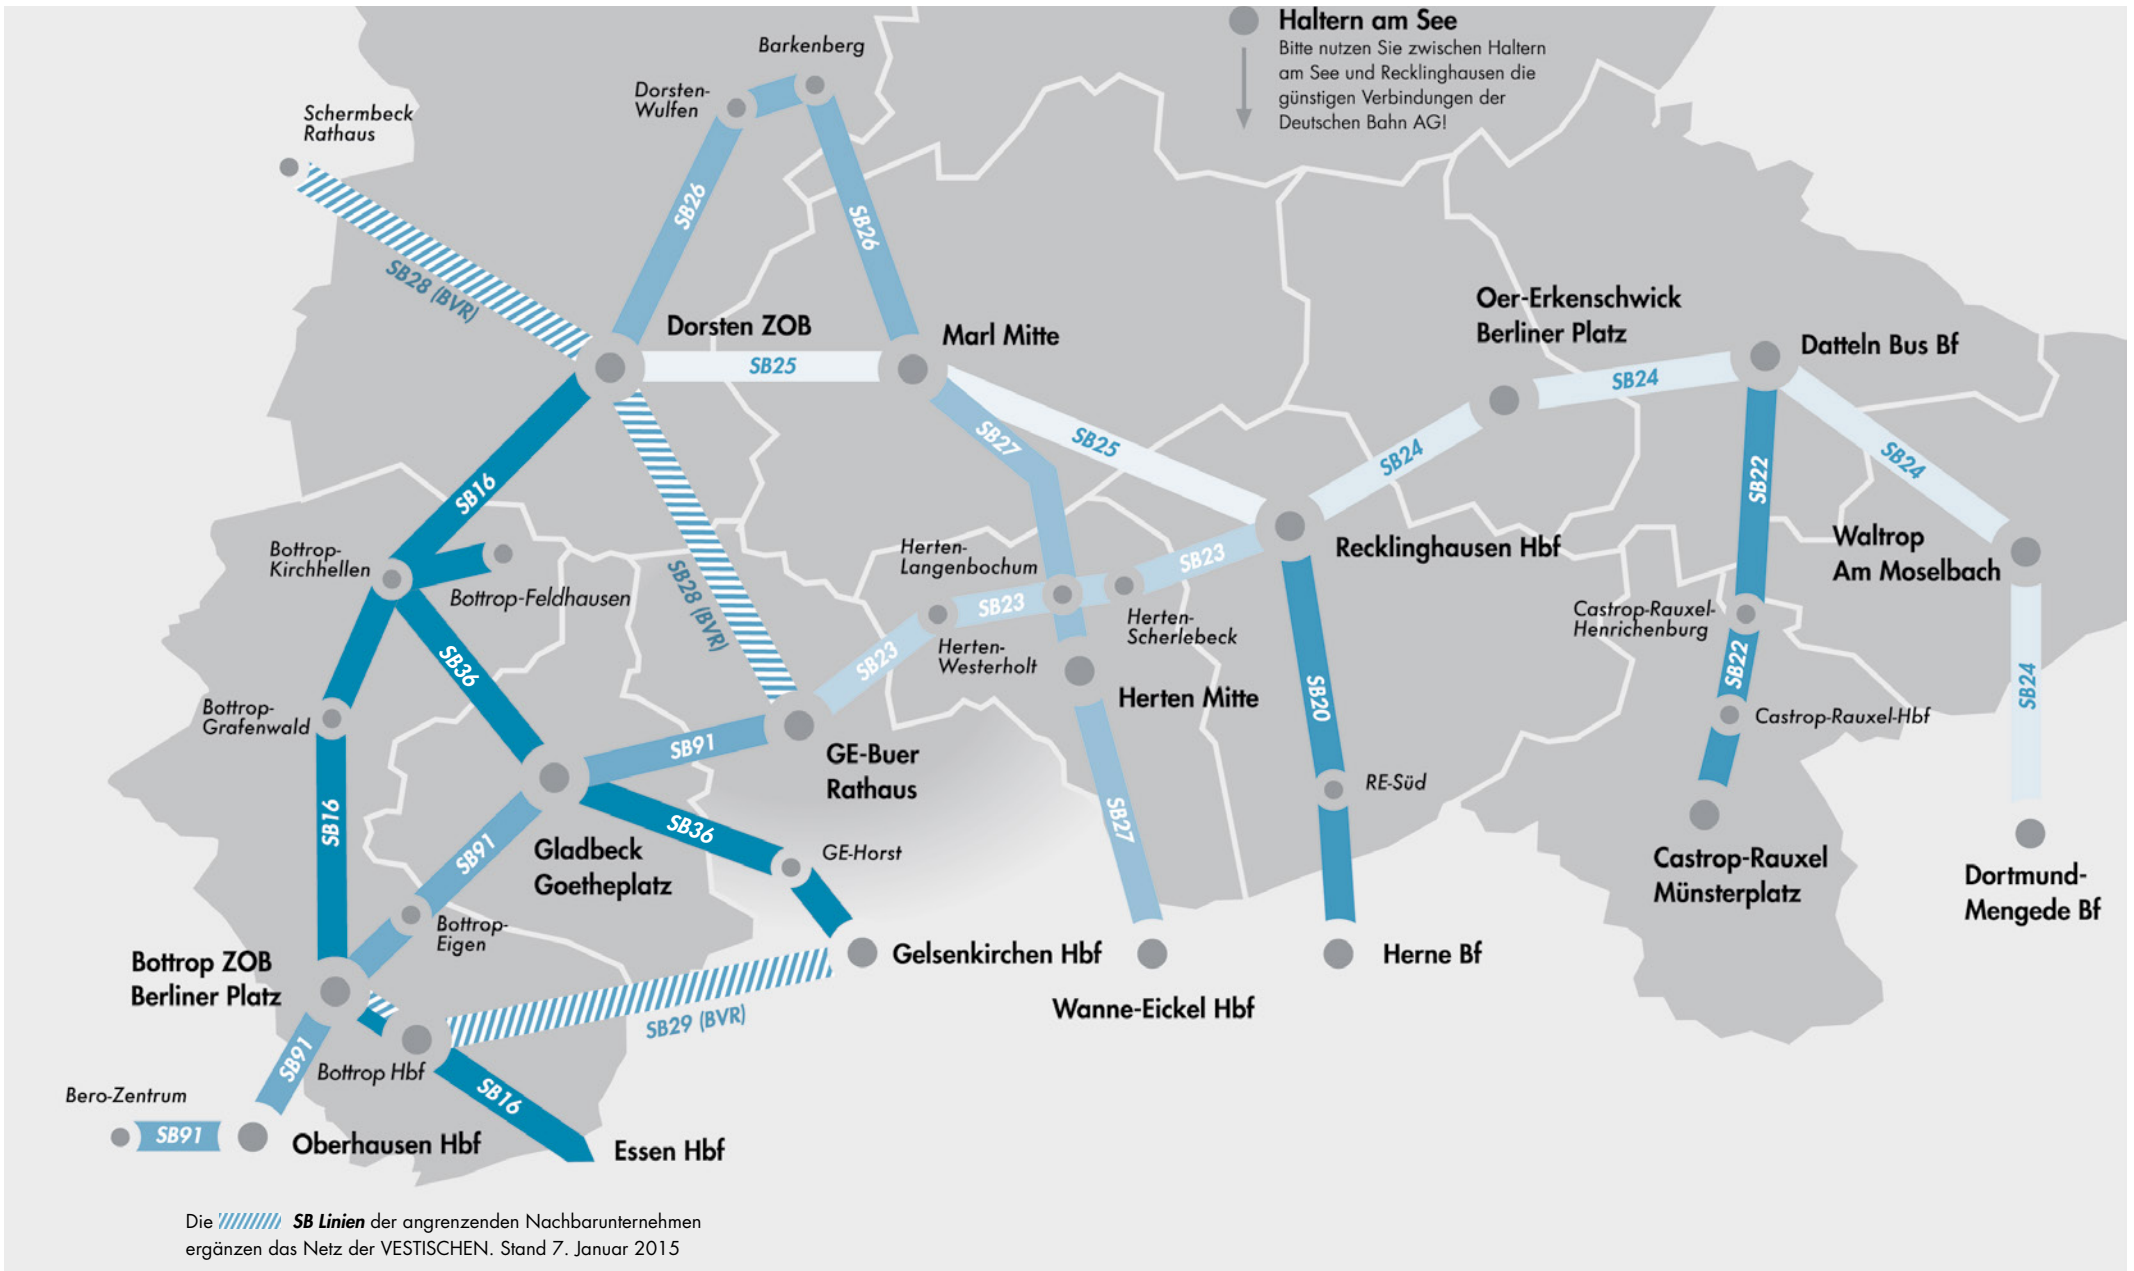 Haltern am See
Bitte nutzen Sie zwischen Haltern
am See und Recklinghausen die
günstigen Verbindungen der
Deutschen Bahn AG!
Barkenberg
Dorsten-
Wulfen
Schermbeck
Rathaus
SB26
SB26
SB28 (BVR)
Dorsten ZOB
Marl Mitte
SB25
Oer-Erkenschwick
Berliner Platz
Datteln Bus Bf
SB24
SB27
SB25
SB24
SB24
SB22
SB16
Bottrop-
Kirchhellen
Bottrop-Feldhausen
SB28 (BVR)
Herten-
Langenbochum
SB23
SB23
SB23
Herten-
Westerholt
Herten-
Scherlebeck
Recklinghausen Hbf
Waltrop
Am Moselbach
Castrop-Rauxel-
Henrichenburg
SB22
SB24
SB36
Bottrop-
Grafenwald
Herten Mitte
SB20
Castrop-Rauxel-Hbf
SB91
GE-Buer
Rathaus
RE-Süd
SB16
SB36
SB27
SB91
Gladbeck
Goetheplatz
GE-Horst
Castrop-Rauxel
Münsterplatz
Dortmund-
Mengede Bf
Bottrop-
Eigen
Bottrop ZOB
Berliner Platz
Gelsenkirchen Hbf
Wanne-Eickel Hbf
Herne Bf
SB29 (BVR)
SB91
Bottrop Hbf
SB16
Bero-Zentrum
SB91
Oberhausen Hbf
Essen Hbf
Die SB Linien der angrenzenden Nachbarunternehmen
ergänzen das Netz der VESTISCHEN. Stand 7. Januar 2015